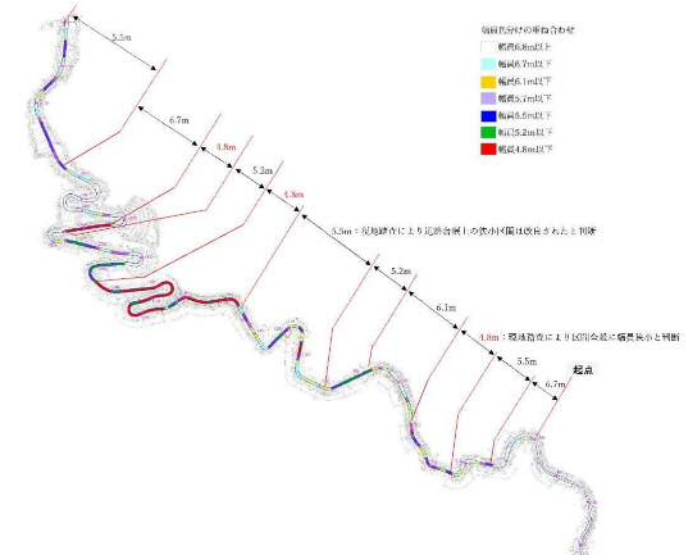 幅員色分けの重ね合わせ
幅員6.8m以上
幅員6.7m以下
幅員6.1m以下
幅員5.7m以下
幅員5.5m以下
幅員5.2m以下
幅員4.8m以下
5.5m
6.7m
4.8m
5.2m
4.8m
5.5m：現地踏査により道路台帳上の狭小区間は改良されたと判断
5.2m
6.1m
4.8m：現地踏査により区間全般に幅員狭小と判断
5.5m
6.7m
起点